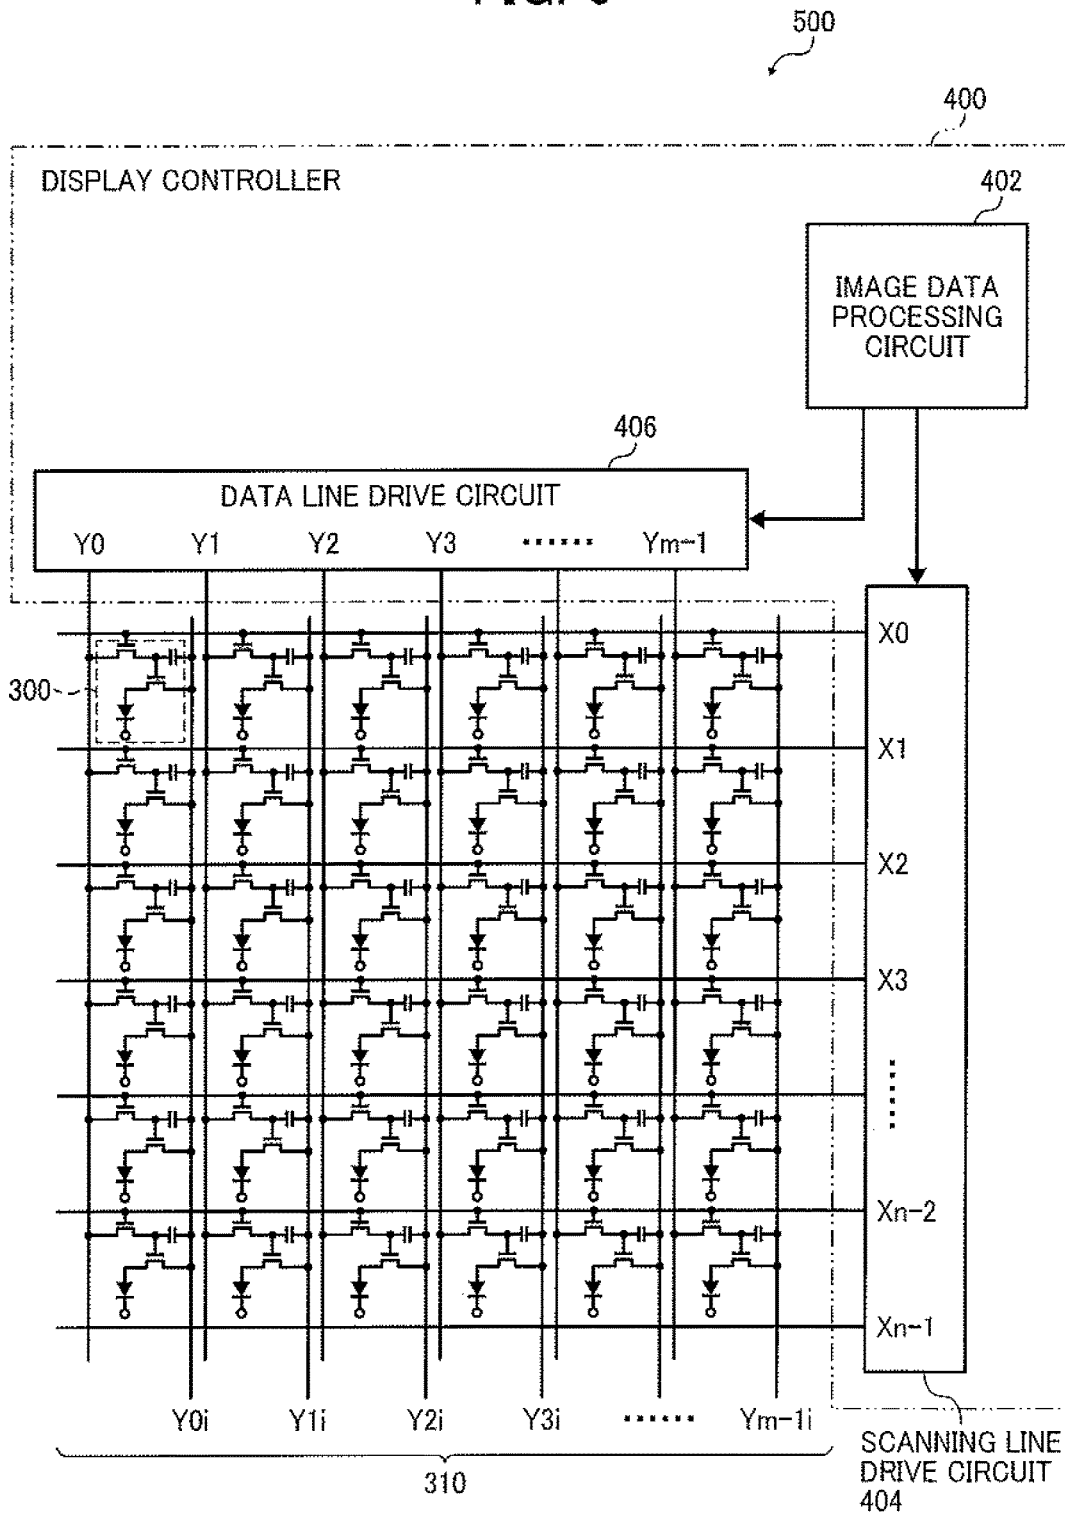 500
400
DISPLAY CONTROLLER
402
IMAGE DATA
PROCESSING
CIRCUIT
406
DATA LINE DRIVE CIRCUIT
Y0 Y1 Y2 Y3 ...... Ym-1
X0
300
X1
X2
X3
......
Xn-2
Xn-1
Y0i Y1i Y2i Y3i ...... Ym-1i
310
SCANNING LINE
DRIVE CIRCUIT
404